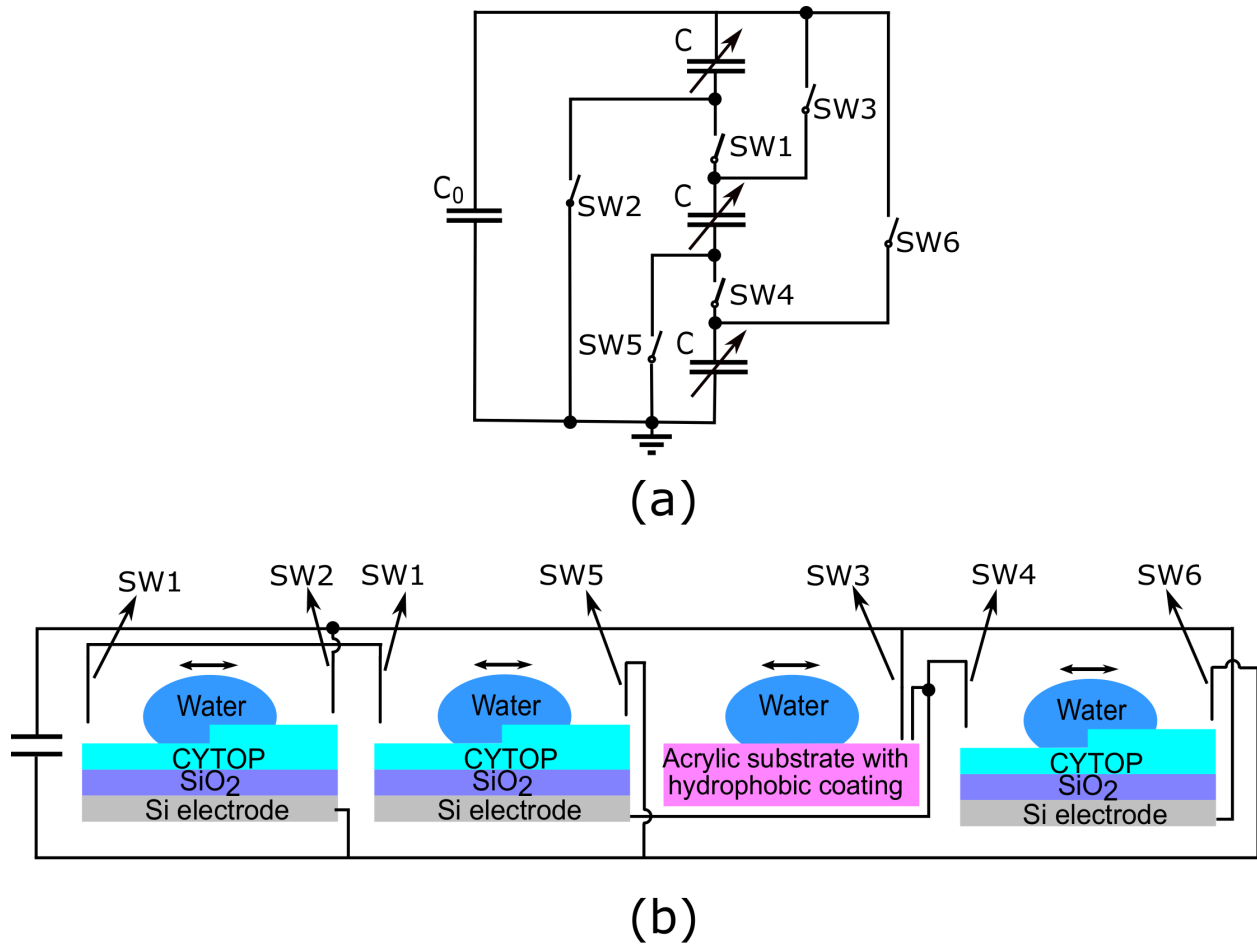 C
SW3
SW1
C₀
SW2
C
SW6
SW4
SW5
C
(a)
SW1
SW2
SW1
SW5
SW3
SW4
SW6
Water
Water
Water
Water
CYTOP
SiO₂
Si electrode
CYTOP
SiO₂
Si electrode
Acrylic substrate with
hydrophobic coating
CYTOP
SiO₂
Si electrode
(b)